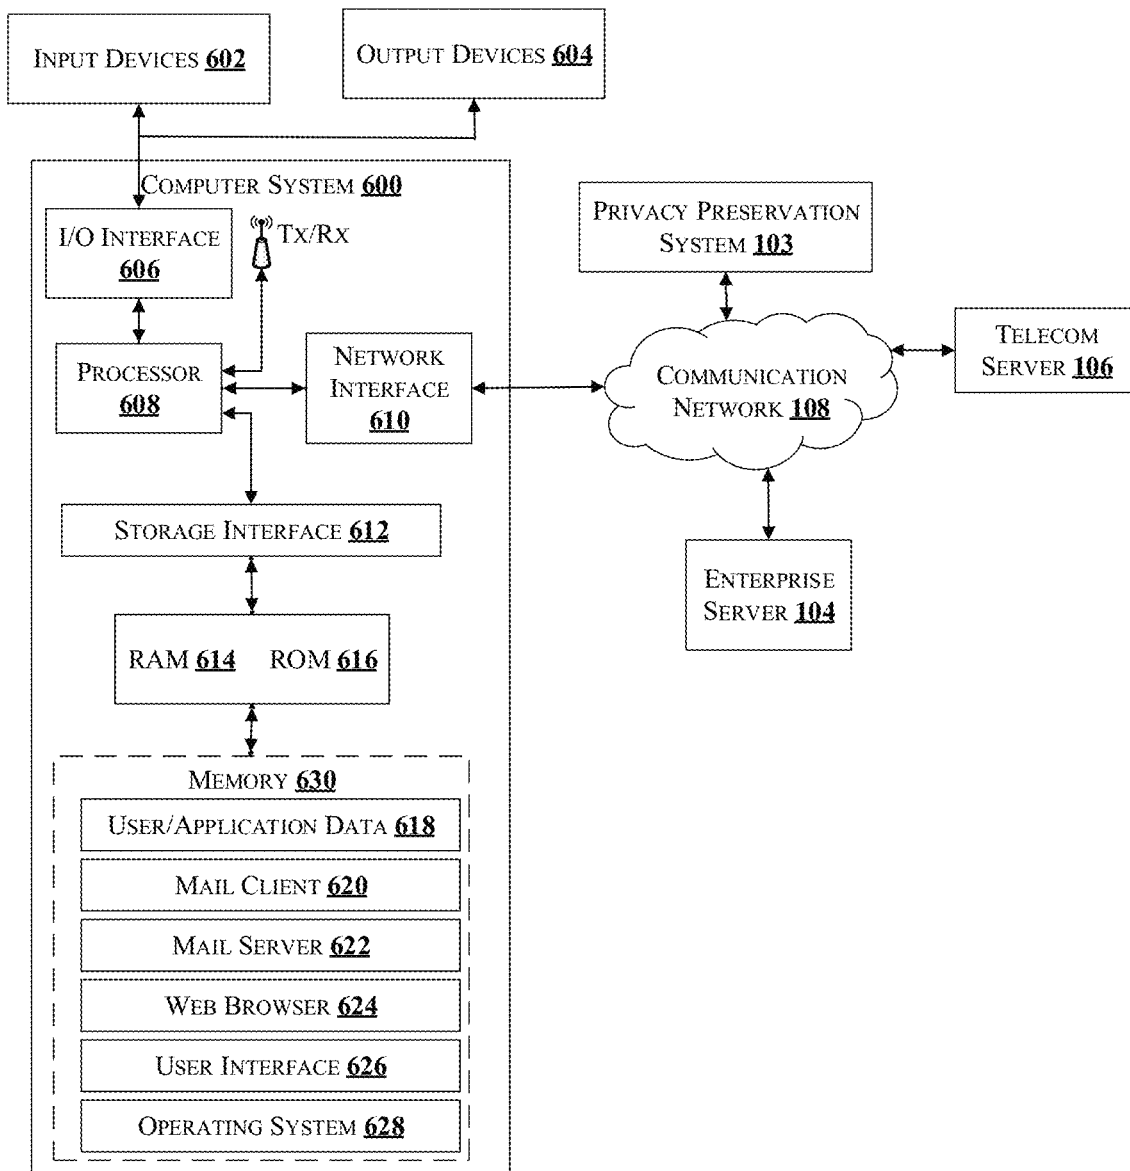 INPUT DEVICES 602
OUTPUT DEVICES 604
COMPUTER SYSTEM 600
I/O INTERFACE
606
TX/RX
PROCESSOR
608
NETWORK
INTERFACE
610
STORAGE INTERFACE 612
RAM 614 ROM 616
MEMORY 630
USER/APPLICATION DATA 618
MAIL CLIENT 620
MAIL SERVER 622
WEB BROWSER 624
USER INTERFACE 626
OPERATING SYSTEM 628
PRIVACY PRESERVATION
SYSTEM 103
COMMUNICATION
NETWORK 108
TELECOM
SERVER 106
ENTERPRISE
SERVER 104